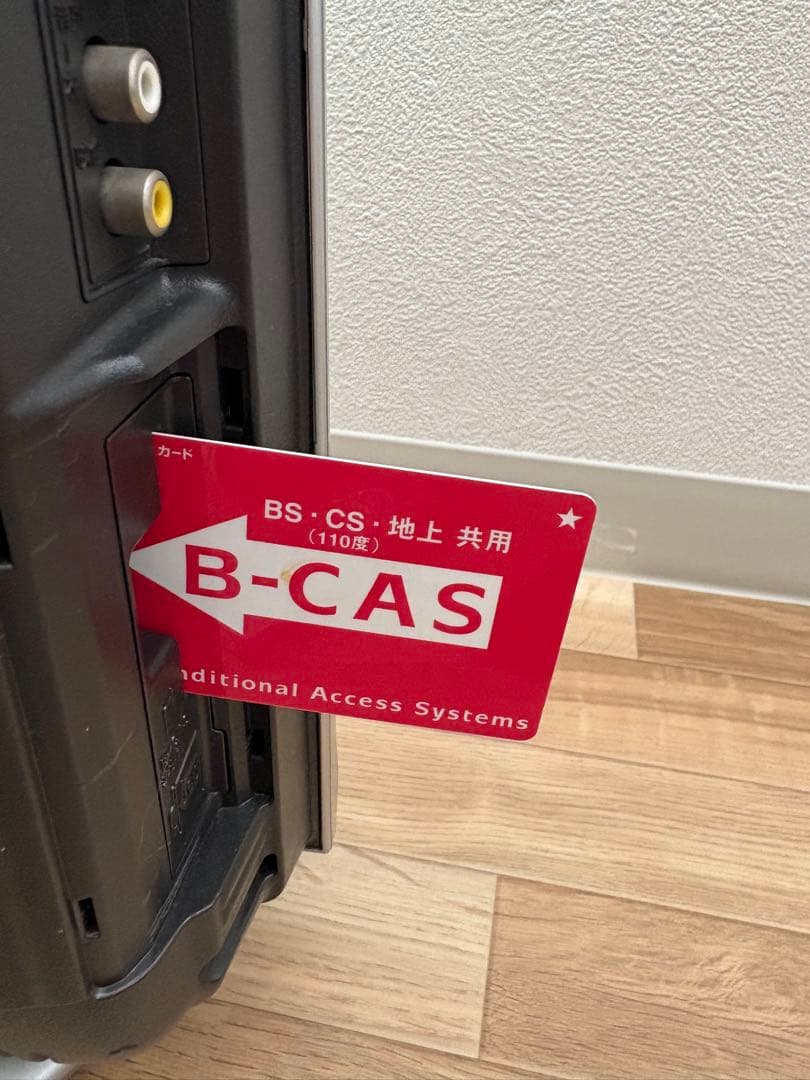 カード
BS・CS・地上 共用
(110度)
B-CAS
nditional Access Systems